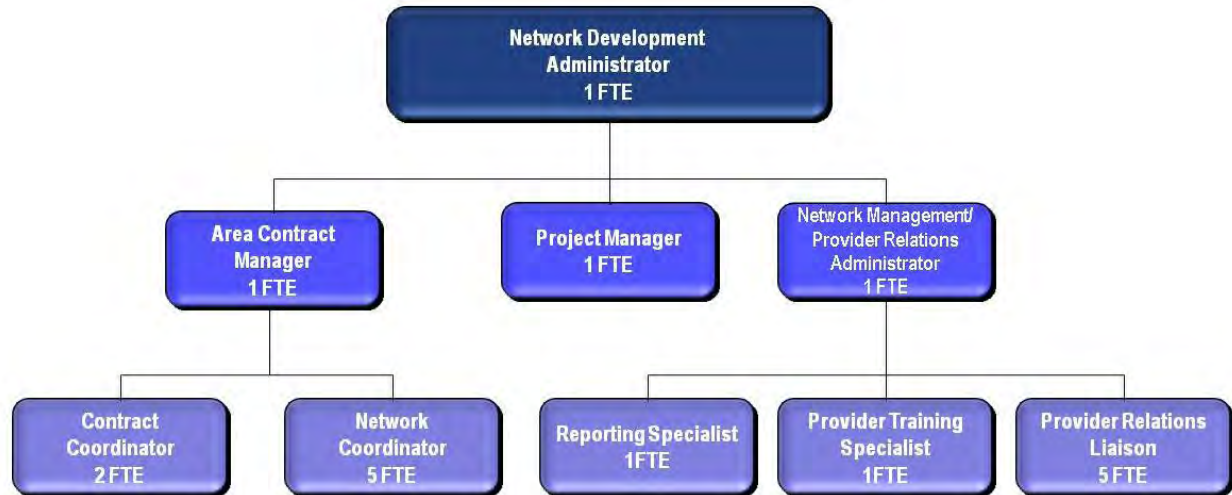 Network Development
Administrator
1 FTE
Area Contract
Manager
1 FTE
Project Manager
1 FTE
Network Management/
Provider Relations
Administrator
1 FTE
Contract
Coordinator
2 FTE
Network
Coordinator
5 FTE
Reporting Specialist
1FTE
Provider Training
Specialist
1FTE
Provider Relations
Liaison
5 FTE